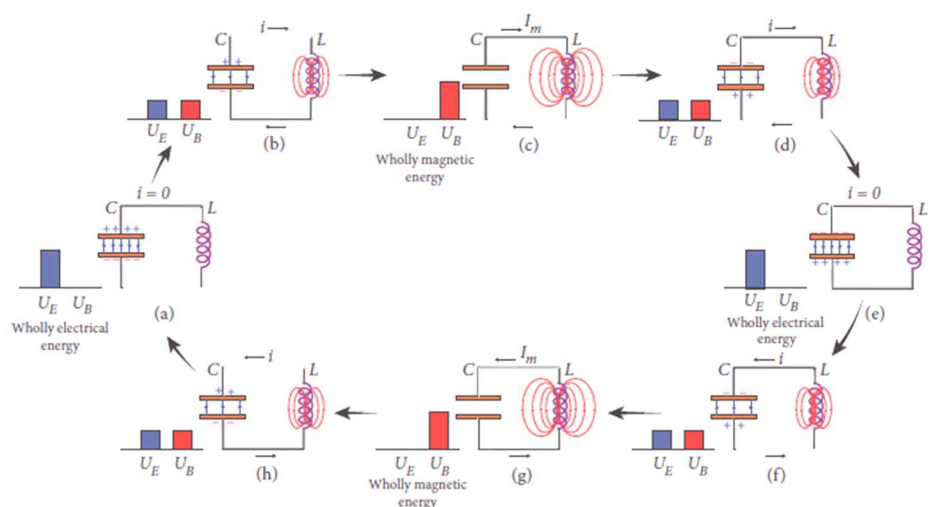 i
C L
+ +
− −
U_E U_B
(b)
I_m
C L
U_E U_B
Wholly magnetic
energy
(c)
i
C L
− −
+ +
U_E U_B
(d)
i = 0
C L
++ ++
− − − −
U_E U_B
Wholly electrical
energy
(a)
i = 0
C L
− − − −
++++
U_E U_B
Wholly electrical
energy
(e)
i
C L
+ +
− −
U_E U_B
(h)
I_m
C L
U_E U_B
Wholly magnetic
energy
(g)
i
C L
− −
+ +
U_E U_B
(f)